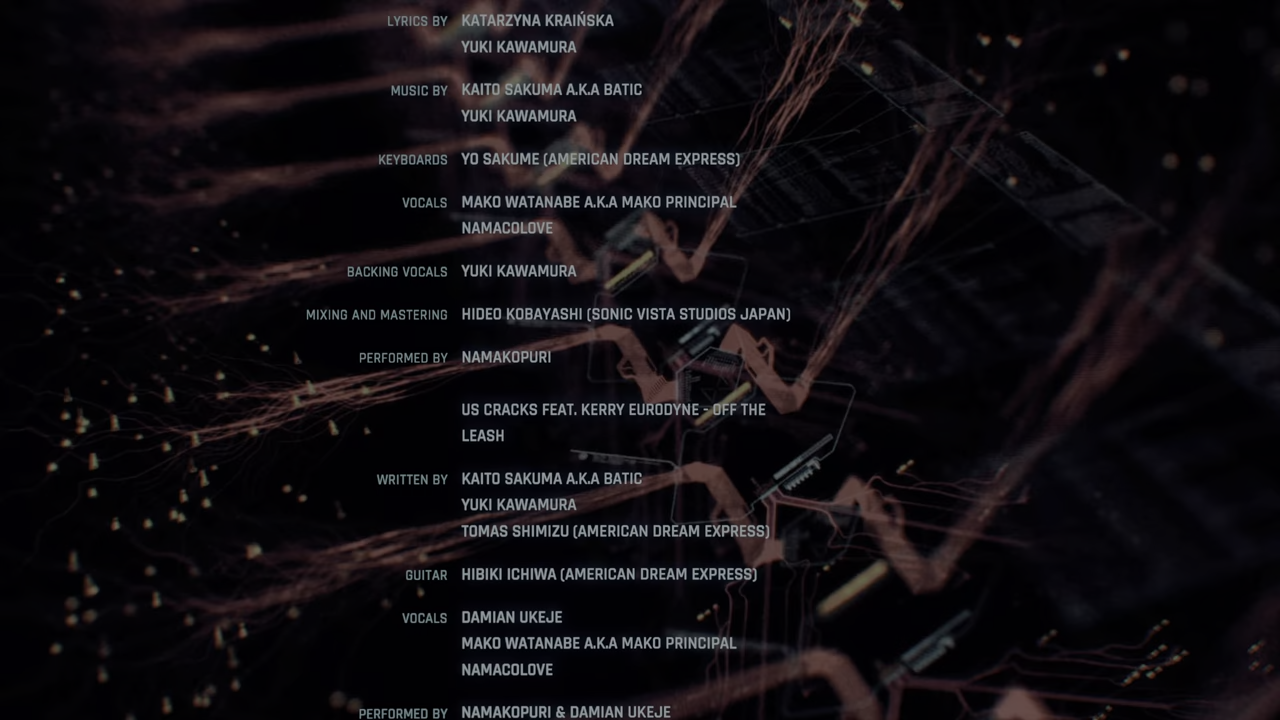 LYRICS BY KATARZYNA KRAIŃSKA
YUKI KAWAMURA
MUSIC BY KAITO SAKUMA A.K.A BATIC
YUKI KAWAMURA
KEYBOARDS YO SAKUME (AMERICAN DREAM EXPRESS)
VOCALS MAKO WATANABE A.K.A MAKO PRINCIPAL
NAMACOLOVE
BACKING VOCALS YUKI KAWAMURA
MIXING AND MASTERING HIDEO KOBAYASHI (SONIC VISTA STUDIOS JAPAN)
PERFORMED BY NAMAKOPURI
US CRACKS FEAT. KERRY EURODYNE - OFF THE
LEASH
WRITTEN BY KAITO SAKUMA A.K.A BATIC
YUKI KAWAMURA
TOMAS SHIMIZU (AMERICAN DREAM EXPRESS)
GUITAR HIBIKI ICHIWA (AMERICAN DREAM EXPRESS)
VOCALS DAMIAN UKEJE
MAKO WATANABE A.K.A MAKO PRINCIPAL
NAMACOLOVE
PERFORMED BY NAMAKOPURI & DAMIAN UKEJE